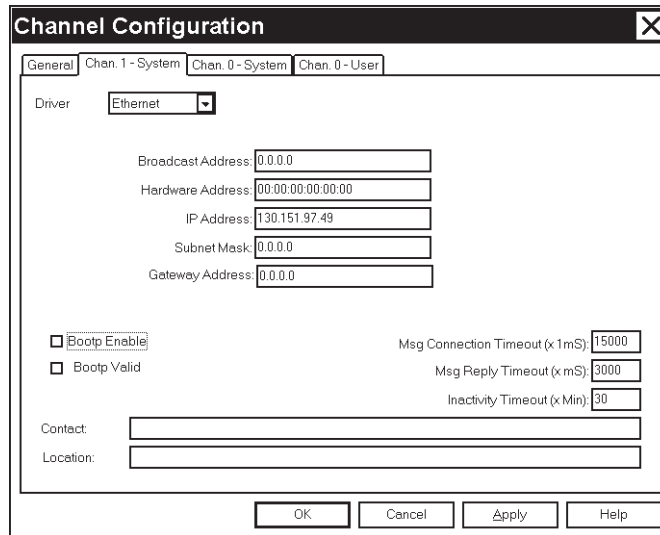 Channel Configuration
General Chan. 1 - System Chan. 0 - System Chan. 0 - User
Driver Ethernet
Broadcast Address: 0.0.0.0
Hardware Address: 00:00:00:00:00:00
IP Address: 130.151.97.49
Subnet Mask: 0.0.0.0
Gateway Address: 0.0.0.0
Bootp Enable
Msg Connection Timeout (x 1mS): 15000
Bootp Valid
Msg Reply Timeout (x mS): 3000
Inactivity Timeout (x Min): 30
Contact:
Location:
OK Cancel Apply Help